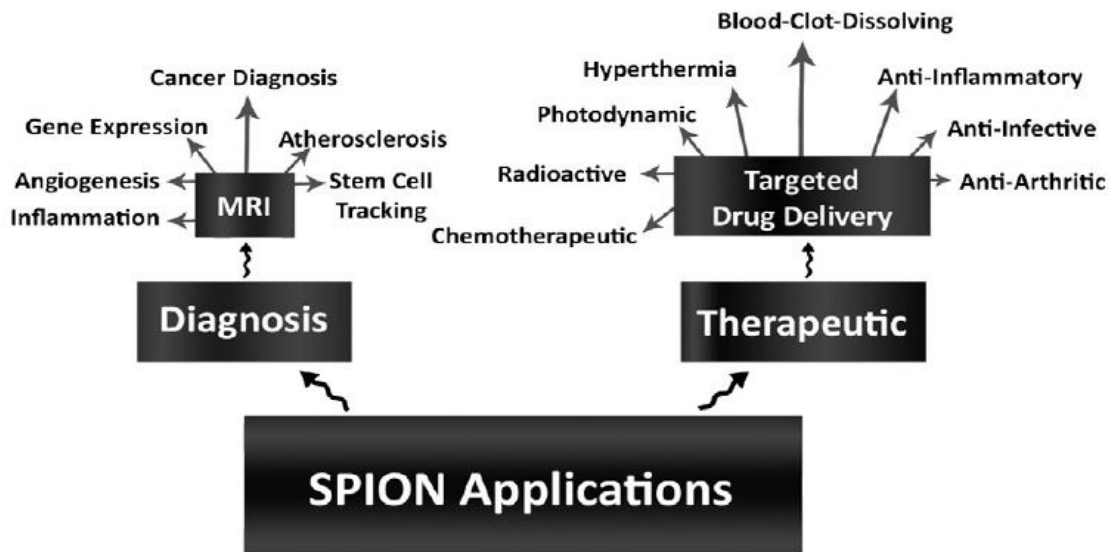 Blood-Clot-Dissolving
Cancer Diagnosis
Hyperthermia
Anti-Inflammatory
Gene Expression
Atherosclerosis
Photodynamic
Anti-Infective
Angiogenesis
MRI
Stem Cell
Tracking
Inflammation
Radioactive
Targeted
Drug Delivery
Anti-Arthritic
Chemotherapeutic
Diagnosis
Therapeutic
SPION Applications